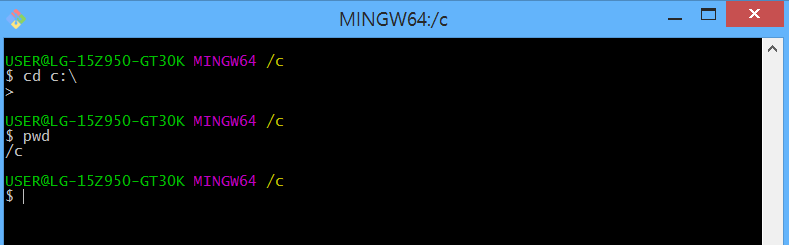 MINGW64:/c
USER@LG-15Z950-GT30K MINGW64 /c
$ cd c:\
>
USER@LG-15Z950-GT30K MINGW64 /c
$ pwd
/c
USER@LG-15Z950-GT30K MINGW64 /c
$